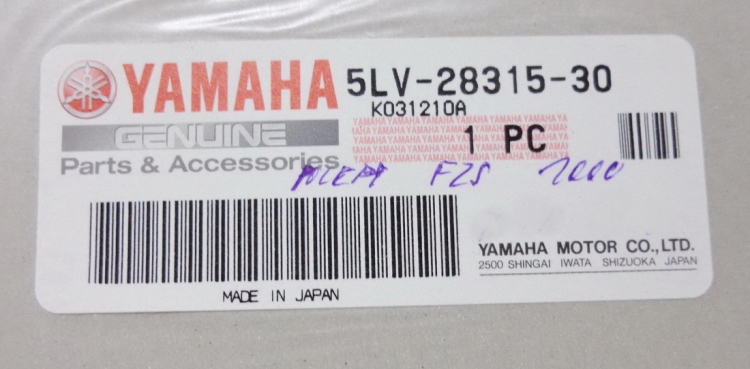 YAMAHA
5LV-28315-30
K031210A
GENUINE
Parts & Accessories
1 PC
FZS 1000
YAMAHA MOTOR CO.,LTD.
2500 SHINGAI IWATA SHIZUOKA JAPAN
MADE IN JAPAN